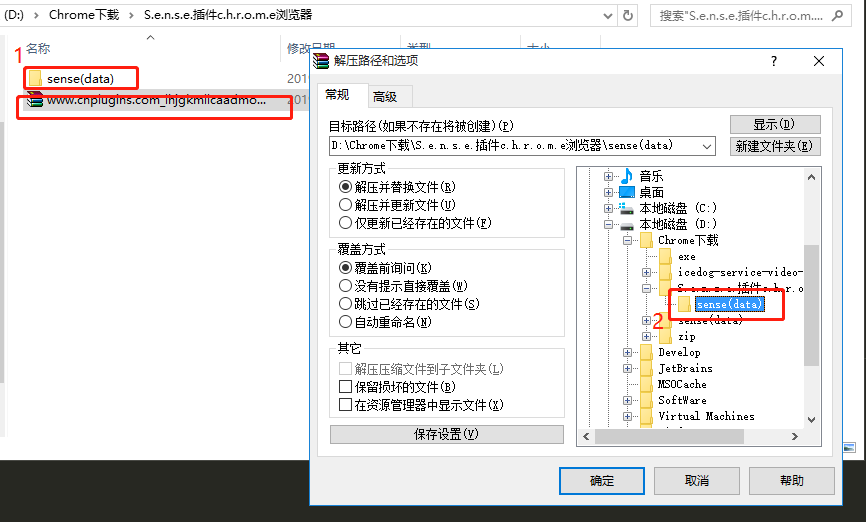 (D:) › Chrome下载 › S.e.n.s.e.插件c.h.r.o.m.e浏览器
搜索"S.e.n.s.e.插件c.h.r.o.m....
1
名称
修改日期
类型
大小
sense(data)
www.cnplugins.com_lhjgkmllcaadmo...
解压路径和选项
?
常规
高级
目标路径(如果不存在将被创建)(P)
显示(D)
D:\Chrome下载\S.e.n.s.e.插件c.h.r.o.m.e浏览器\sense(data)
新建文件夹(E)
更新方式
解压并替换文件(R)
解压并更新文件(U)
仅更新已经存在的文件(F)
覆盖方式
覆盖前询问(K)
没有提示直接覆盖(W)
跳过已经存在的文件(S)
自动重命名(N)
其它
解压压缩文件到子文件夹(L)
保留损坏的文件(B)
在资源管理器中显示文件(X)
保存设置(V)
音乐
桌面
本地磁盘 (C:)
本地磁盘 (D:)
Chrome下载
exe
icedog-service-video-
S.e.n.s.e.插件c.h.r.o
sense(data)
2
sense(data)
zip
Develop
JetBrains
MSOCache
SoftWare
Virtual Machines
确定
取消
帮助